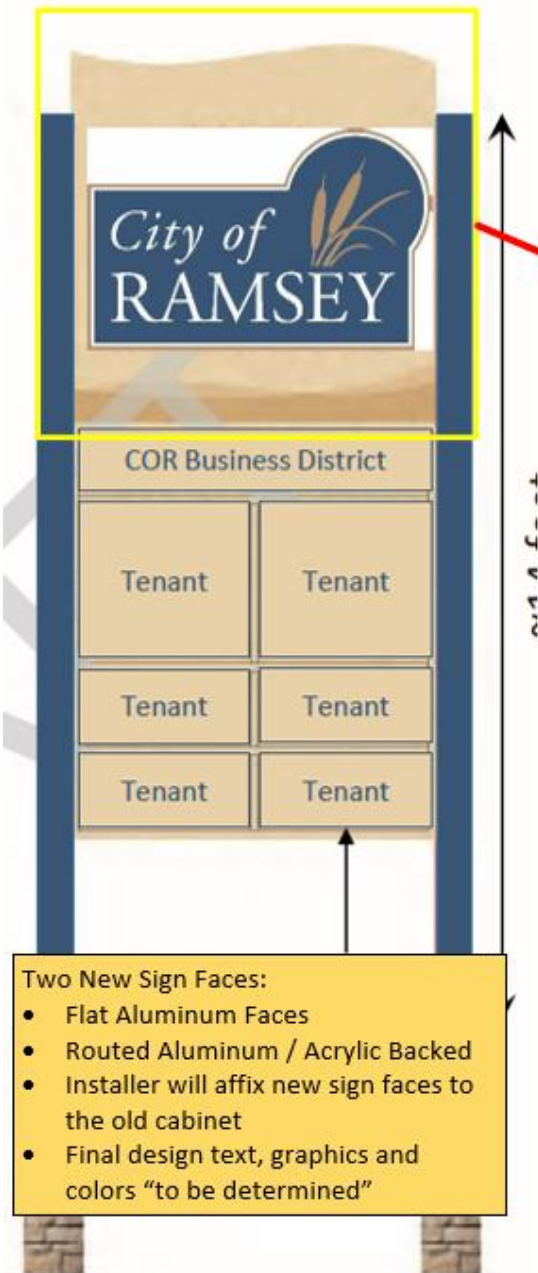 City of
RAMSEY
COR Business District
Tenant Tenant
Tenant Tenant
Tenant Tenant
Two New Sign Faces:
• Flat Aluminum Faces
• Routed Aluminum / Acrylic Backed
• Installer will affix new sign faces to
the old cabinet
• Final design text, graphics and
colors “to be determined”